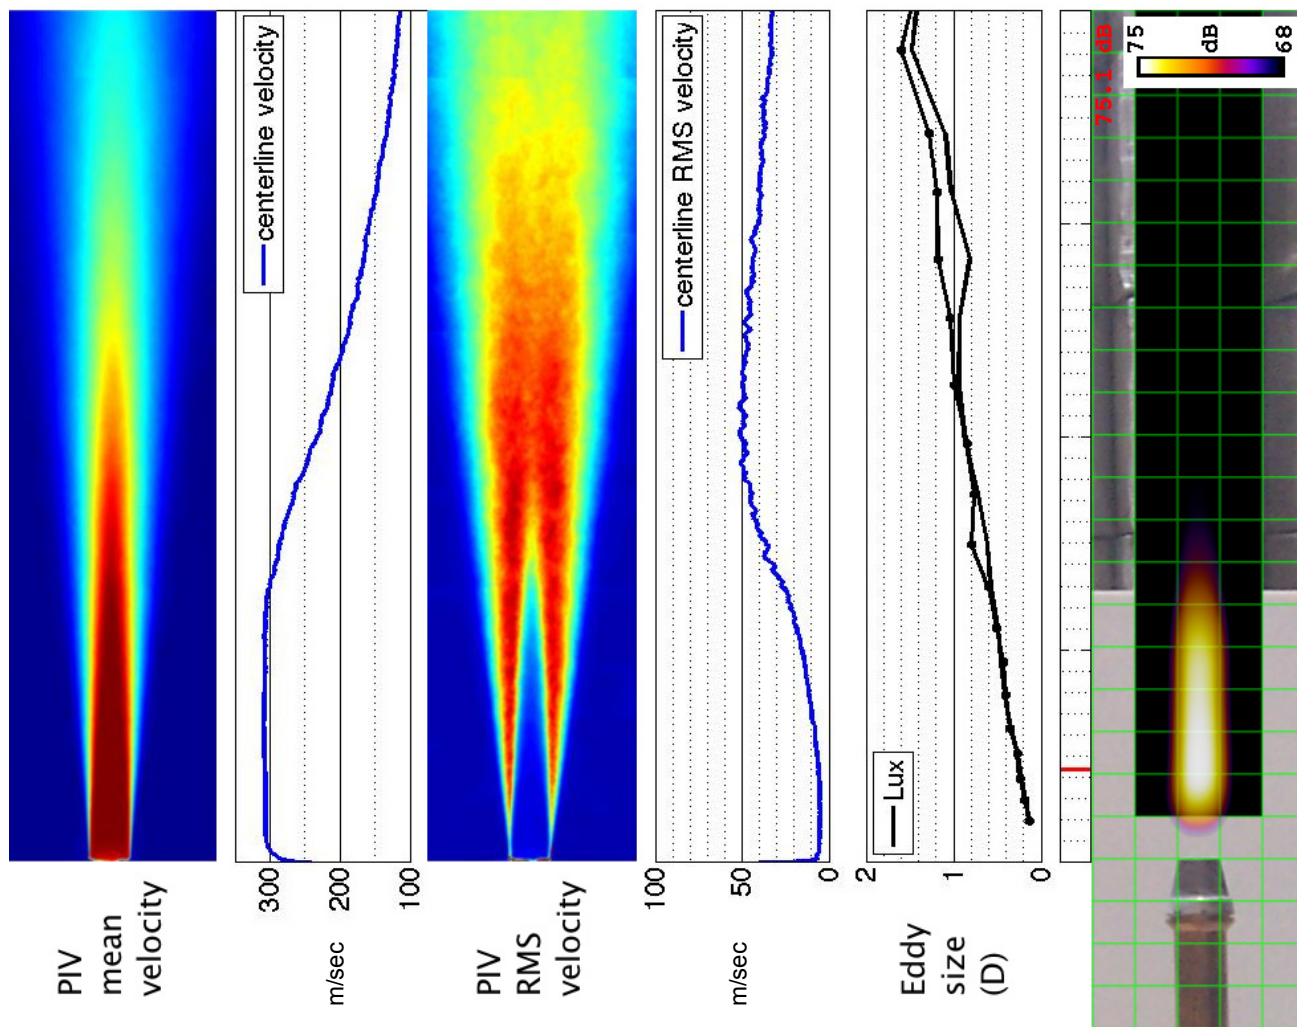 PIV
mean
velocity
centerline velocity
300
200
100
m/sec
PIV
RMS
velocity
centerline RMS velocity
100
50
0
m/sec
Eddy
size
(D)
Lux
2
1
0
75.1 dB
75
dB
68